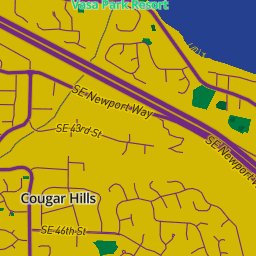 Vasa Park Resort
SE Newport Way
SE 43rd St
SE Newport W
Cougar Hills
SE 46th St